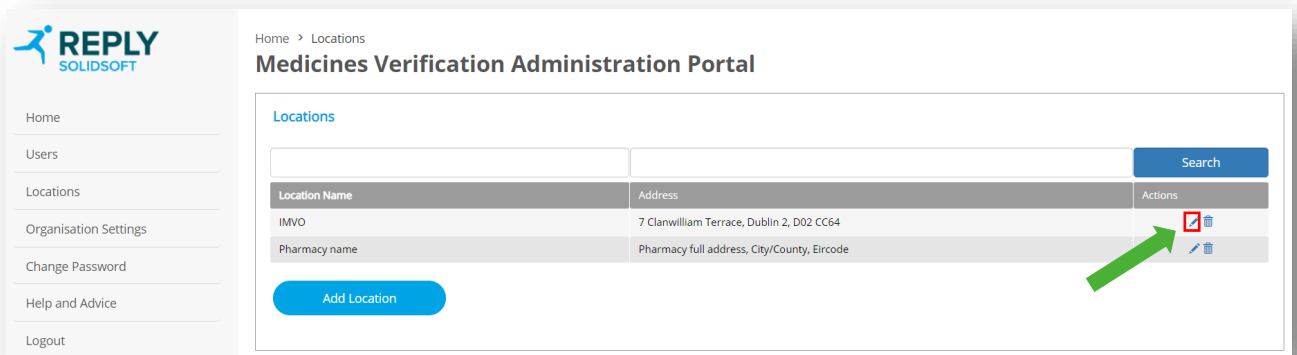 REPLY
SOLIDSOFT
Home
Users
Locations
Organisation Settings
Change Password
Help and Advice
Logout
Home > Locations
Medicines Verification Administration Portal
Locations
Search
Location Name Address Actions
IMVO 7 Clanwilliam Terrace, Dublin 2, D02 CC64
Pharmacy name Pharmacy full address, City/County, Eircode
Add Location